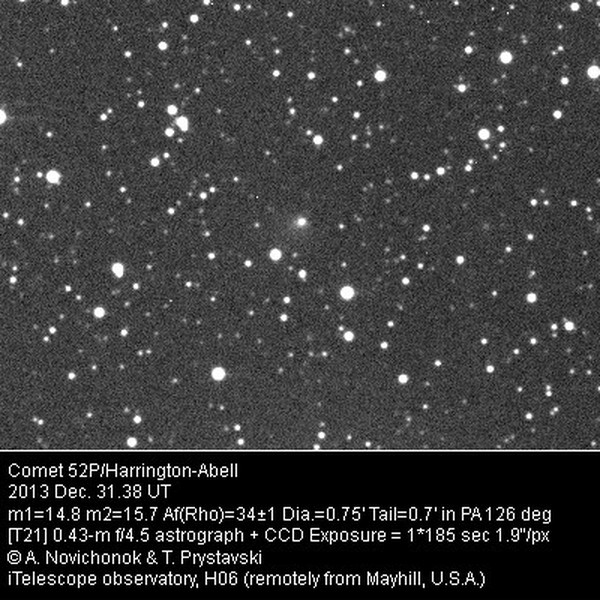 Comet 52P/Harrington-Abell
2013 Dec. 31.38 UT
m1=14.8 m2=15.7 Af(Rho)=34±1 Dia.=0.75' Tail=0.7' in PA126 deg
[T21] 0.43-m f/4.5 astrograph + CCD Exposure = 1*185 sec 1.9"/px
© A. Novichonok & T. Prystavski
iTelescope observatory, H06 (remotely from Mayhill, U.S.A.)